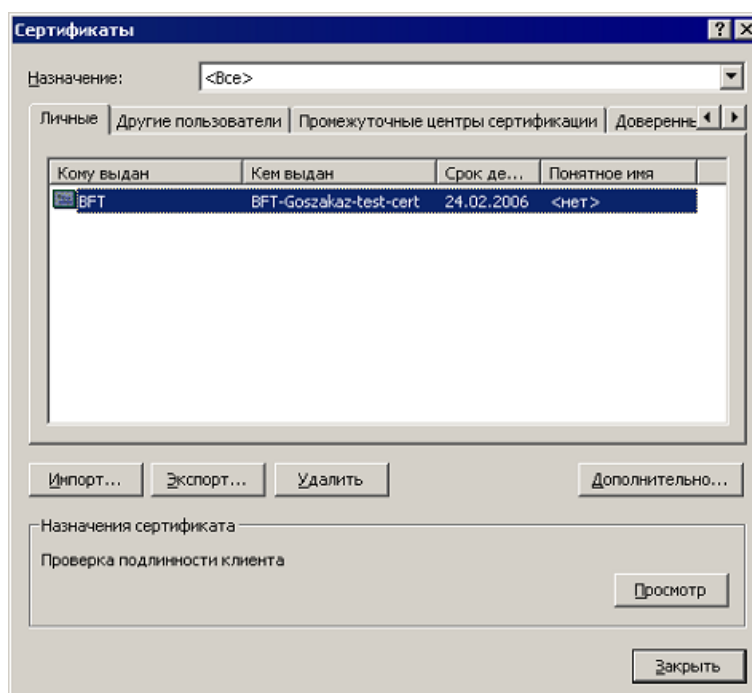 Сертификаты
Назначение: <Все>
Личные Другие пользователи Промежуточные центры сертификации Доверенны
Кому выдан Кем выдан Срок де... Понятное имя
BFT BFT-Goszakaz-test-cert 24.02.2006 <нет>
Импорт... Экспорт... Удалить Дополнительно...
Назначения сертификата
Проверка подлинности клиента
Просмотр
Закрыть